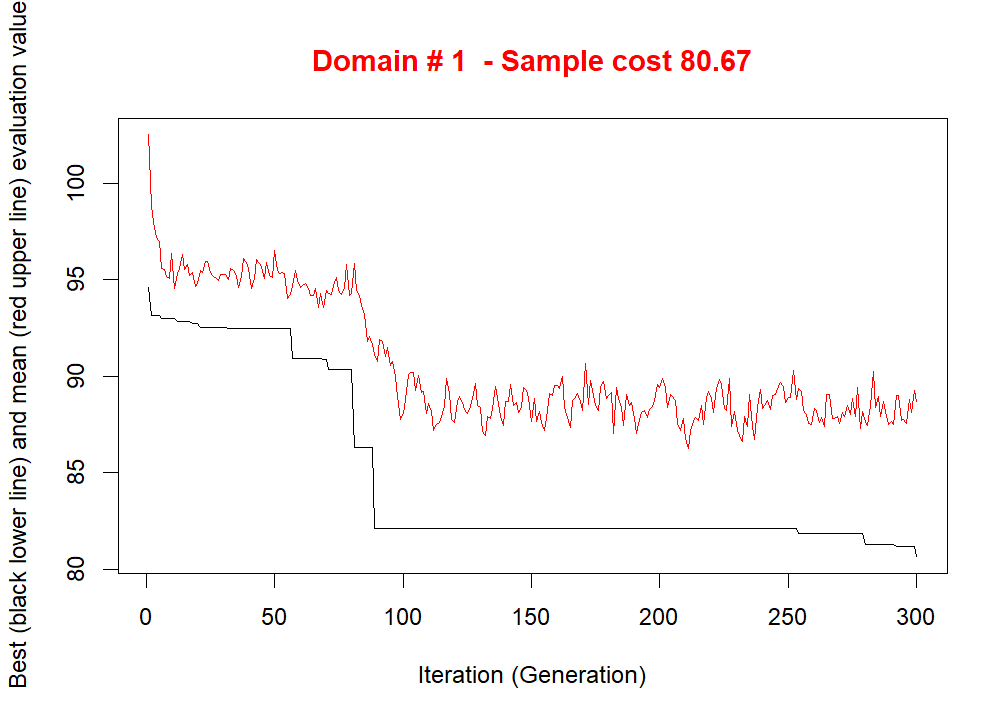 Domain # 1  - Sample cost 80.67
Best (black lower line) and mean (red upper line) evaluation value
100
95
90
85
80
0 50 100 150 200 250 300
Iteration (Generation)